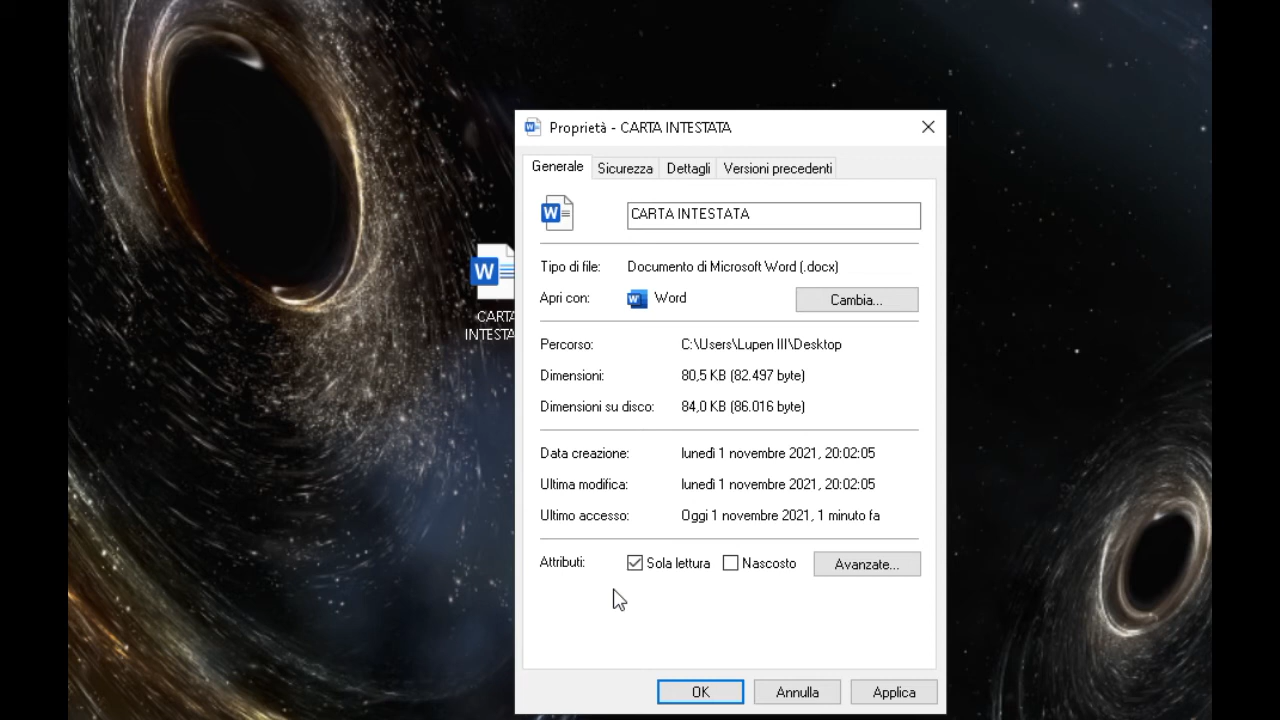 Proprietà - CARTA INTESTATA
Generale Sicurezza Dettagli Versioni precedenti
CARTA INTESTATA
Tipo di file: Documento di Microsoft Word (.docx)
Apri con: Word Cambia...
Percorso: C:\Users\Lupen III\Desktop
Dimensioni: 80,5 KB (82.497 byte)
Dimensioni su disco: 84,0 KB (86.016 byte)
Data creazione: lunedì 1 novembre 2021, 20:02:05
Ultima modifica: lunedì 1 novembre 2021, 20:02:05
Ultimo accesso: Oggi 1 novembre 2021, 1 minuto fa
Attributi: Sola lettura Nascosto Avanzate...
OK Annulla Applica
CARTA
INTESTA